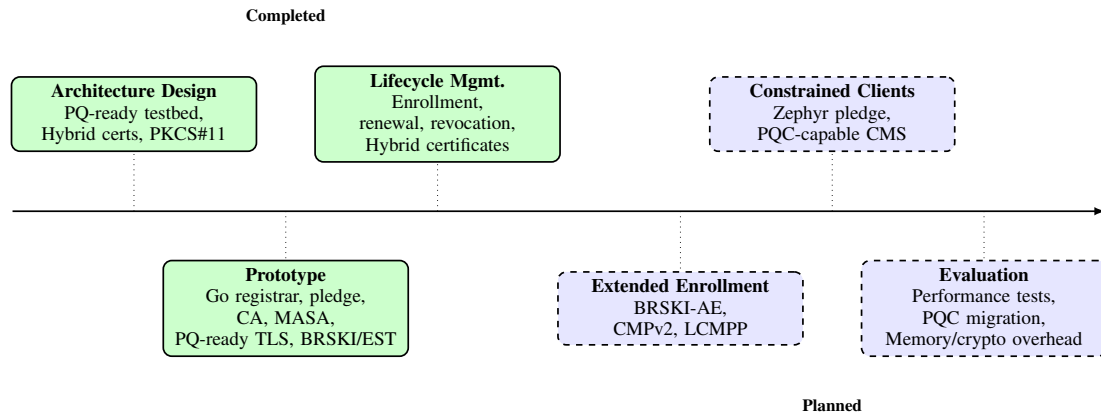 Completed
Architecture Design
PQ-ready testbed,
Hybrid certs, PKCS#11
Lifecycle Mgmt.
Enrollment,
renewal, revocation,
Hybrid certificates
Constrained Clients
Zephyr pledge,
PQC-capable CMS
Prototype
Go registrar, pledge,
CA, MASA,
PQ-ready TLS, BRSKI/EST
Extended Enrollment
BRSKI-AE,
CMPv2, LCMPP
Evaluation
Performance tests,
PQC migration,
Memory/crypto overhead
Planned